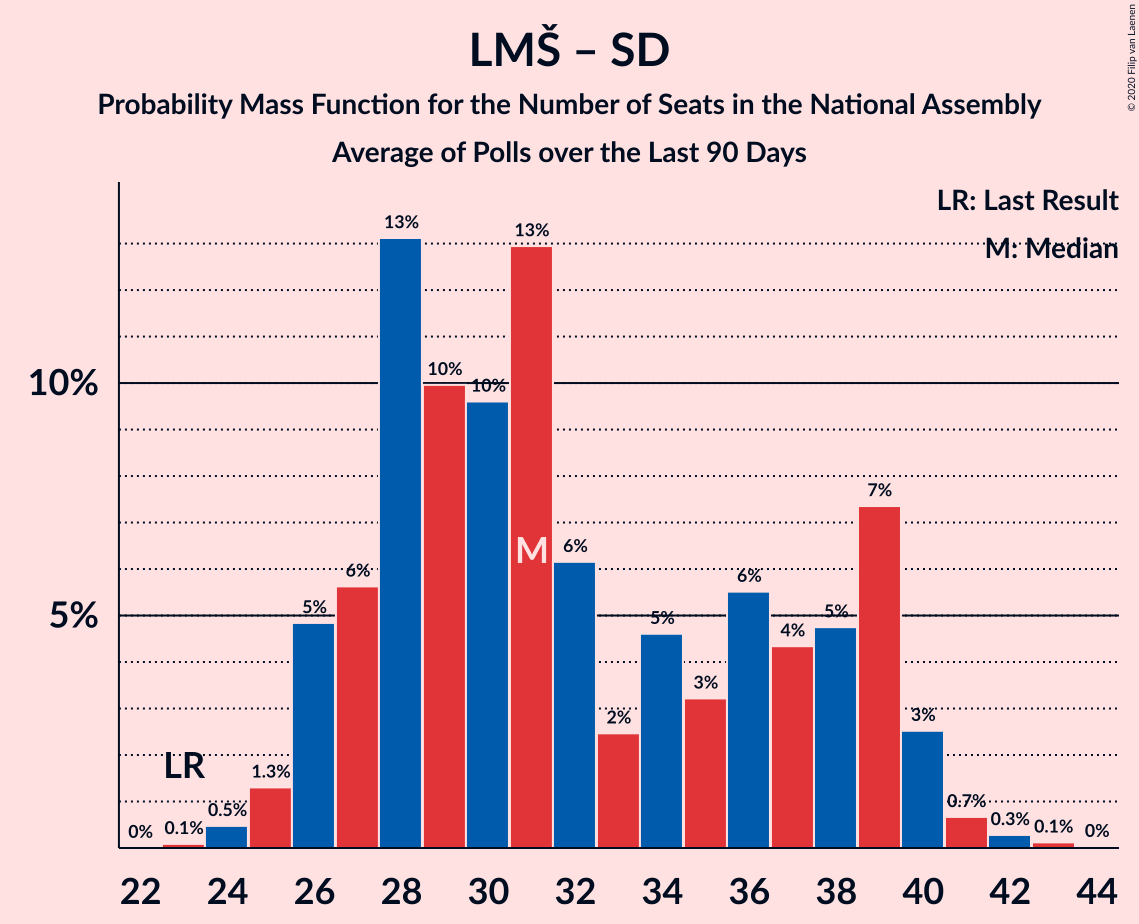 LMŠ – SD
Probability Mass Function for the Number of Seats in the National Assembly
Average of Polls over the Last 90 Days
© 2020 Filip van Laenen
LR: Last Result
M: Median
10%
5%
0%
0.1%
0.5%
1.3%
5%
6%
13%
10%
10%
13%
6%
2%
5%
3%
6%
4%
5%
7%
3%
0.7%
0.3%
0.1%
0%
LR
M
22 24 26 28 30 32 34 36 38 40 42 44